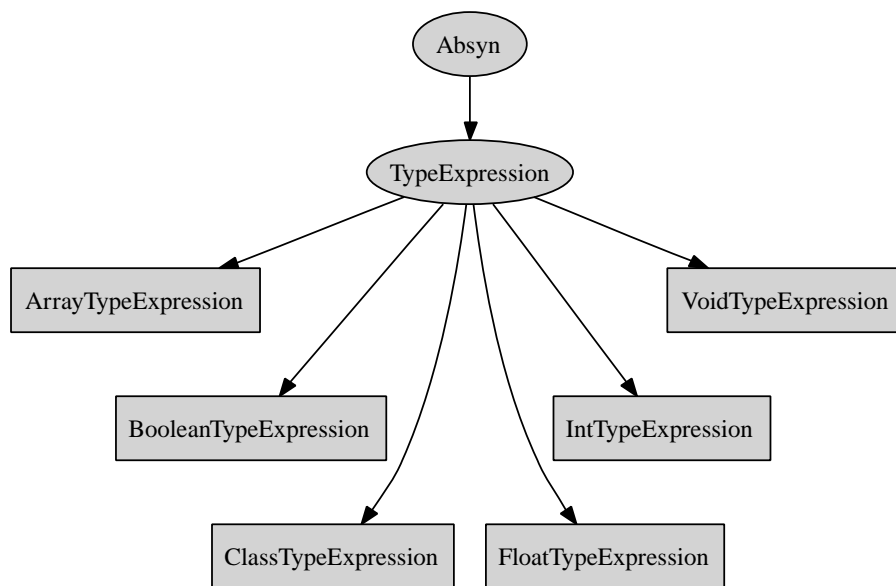 Absyn
TypeExpression
ArrayTypeExpression
VoidTypeExpression
BooleanTypeExpression
IntTypeExpression
ClassTypeExpression
FloatTypeExpression